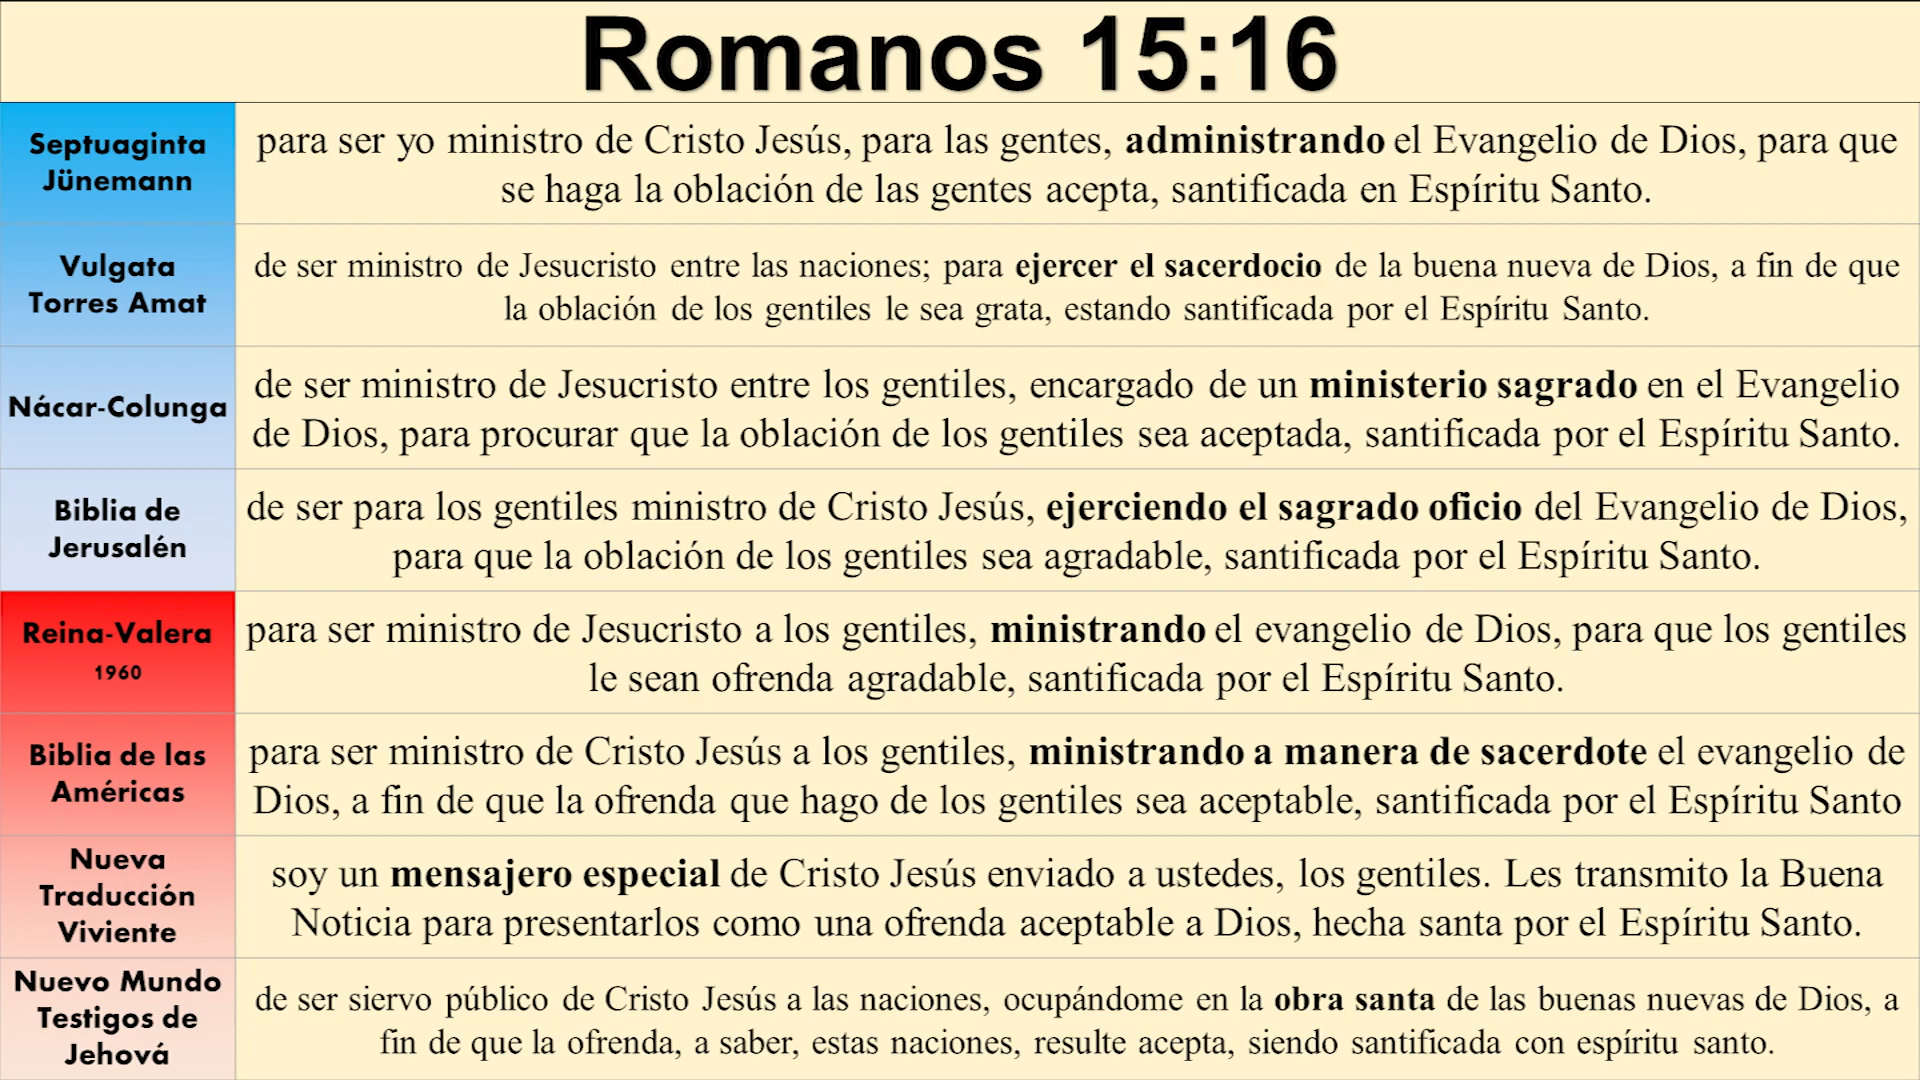 Romanos 15:16
Septuaginta
Jünemann
para ser yo ministro de Cristo Jesús, para las gentes, administrando el Evangelio de Dios, para que
se haga la oblación de las gentes acepta, santificada en Espíritu Santo.
Vulgata
Torres Amat
de ser ministro de Jesucristo entre las naciones; para ejercer el sacerdocio de la buena nueva de Dios, a fin de que
la oblación de los gentiles le sea grata, estando santificada por el Espíritu Santo.
Nácar-Colunga
de ser ministro de Jesucristo entre los gentiles, encargado de un ministerio sagrado en el Evangelio
de Dios, para procurar que la oblación de los gentiles sea aceptada, santificada por el Espíritu Santo.
Biblia de
Jerusalén
de ser para los gentiles ministro de Cristo Jesús, ejerciendo el sagrado oficio del Evangelio de Dios,
para que la oblación de los gentiles sea agradable, santificada por el Espíritu Santo.
Reina-Valera
1960
para ser ministro de Jesucristo a los gentiles, ministrando el evangelio de Dios, para que los gentiles
le sean ofrenda agradable, santificada por el Espíritu Santo.
Biblia de las
Américas
para ser ministro de Cristo Jesús a los gentiles, ministrando a manera de sacerdote el evangelio de
Dios, a fin de que la ofrenda que hago de los gentiles sea aceptable, santificada por el Espíritu Santo
Nueva
Traducción
Viviente
soy un mensajero especial de Cristo Jesús enviado a ustedes, los gentiles. Les transmito la Buena
Noticia para presentarlos como una ofrenda aceptable a Dios, hecha santa por el Espíritu Santo.
Nuevo Mundo
Testigos de
Jehová
de ser siervo público de Cristo Jesús a las naciones, ocupándome en la obra santa de las buenas nuevas de Dios, a
fin de que la ofrenda, a saber, estas naciones, resulte acepta, siendo santificada con espíritu santo.